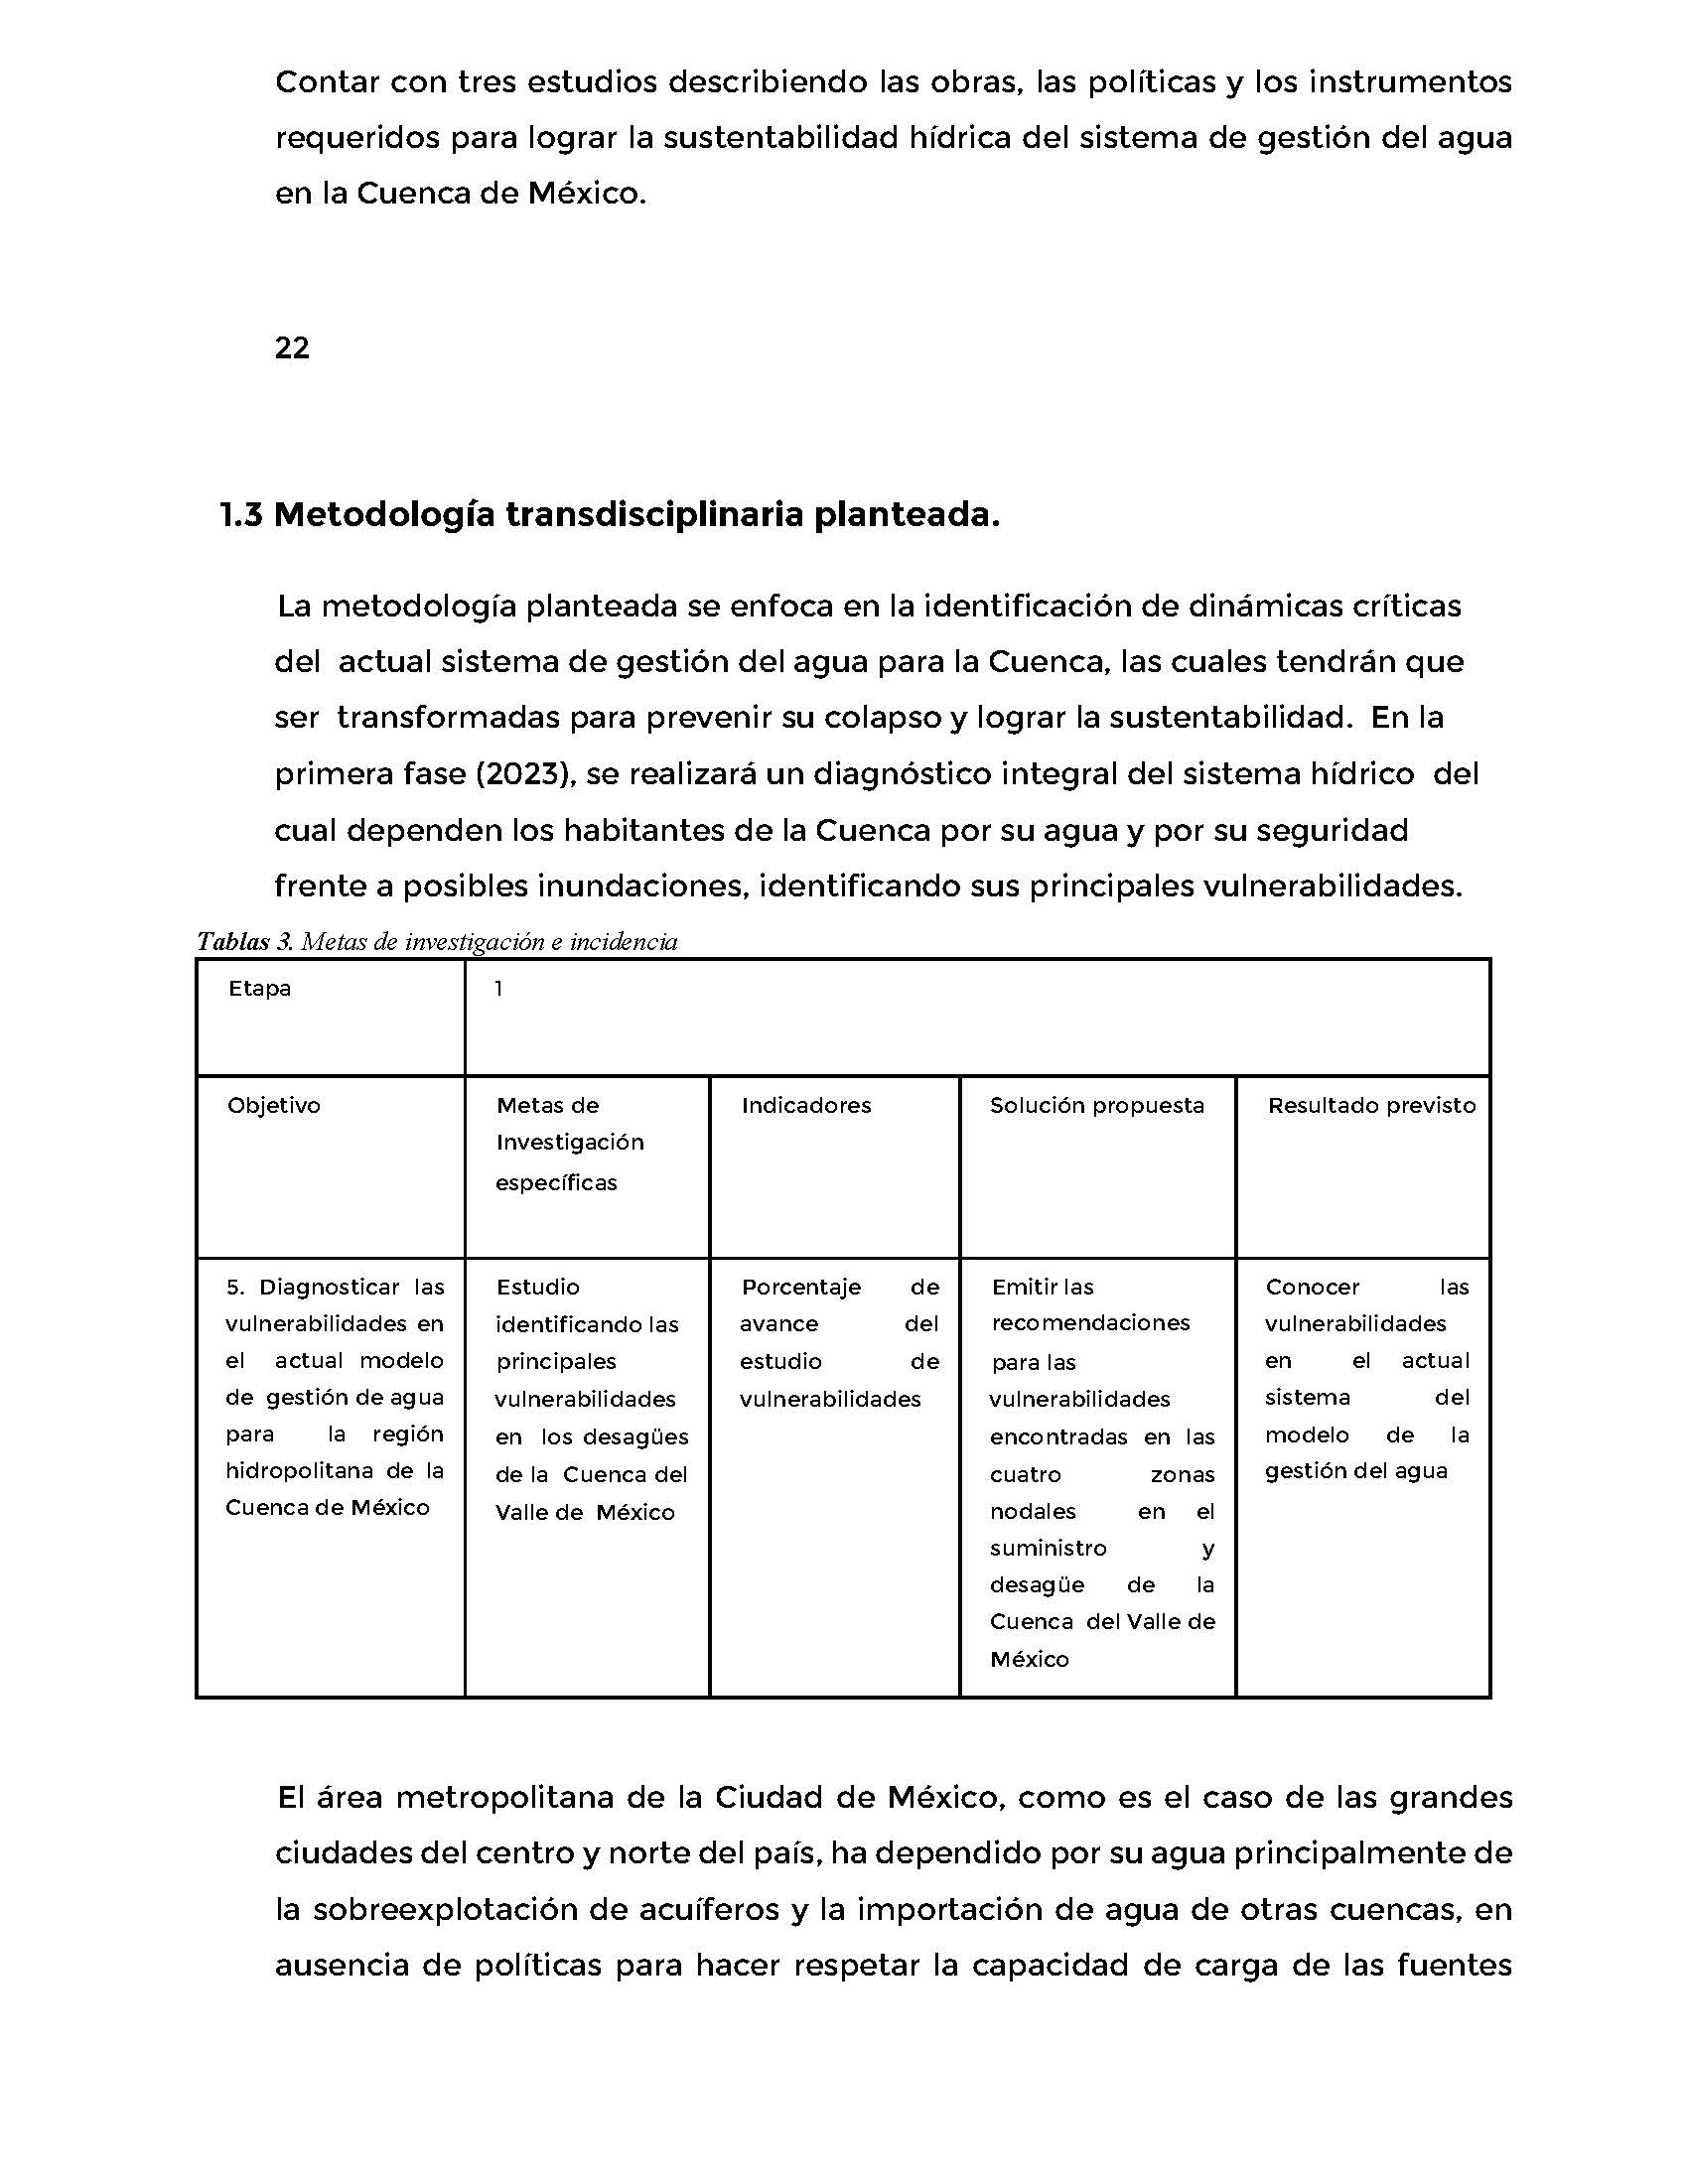 Contar con tres estudios describiendo las obras, las políticas y los instrumentos
requeridos para lograr la sustentabilidad hídrica del sistema de gestión del agua
en la Cuenca de México.
22
1.3 Metodología transdisciplinaria planteada.
La metodología planteada se enfoca en la identificación de dinámicas críticas
del actual sistema de gestión del agua para la Cuenca, las cuales tendrán que
ser transformadas para prevenir su colapso y lograr la sustentabilidad. En la
primera fase (2023), se realizará un diagnóstico integral del sistema hídrico del
cual dependen los habitantes de la Cuenca por su agua y por su seguridad
frente a posibles inundaciones, identificando sus principales vulnerabilidades.
Tablas 3. Metas de investigación e incidencia
Etapa
1
Objetivo
Metas de
Investigación
específicas
Indicadores
Solución propuesta
Resultado previsto
5. Diagnosticar las
vulnerabilidades en
el actual modelo
de gestión de agua
para la región
hidropolitana de la
Cuenca de México
Estudio
identificando las
principales
vulnerabilidades
en los desagües
de la Cuenca del
Valle de México
Porcentaje de
avance del
estudio de
vulnerabilidades
Emitir las
recomendaciones
para las
vulnerabilidades
encontradas en las
cuatro zonas
nodales en el
suministro y
desagüe de la
Cuenca del Valle de
México
Conocer las
vulnerabilidades
en el actual
sistema del
modelo de la
gestión del agua
El área metropolitana de la Ciudad de México, como es el caso de las grandes
ciudades del centro y norte del país, ha dependido por su agua principalmente de
la sobreexplotación de acuíferos y la importación de agua de otras cuencas, en
ausencia de políticas para hacer respetar la capacidad de carga de las fuentes